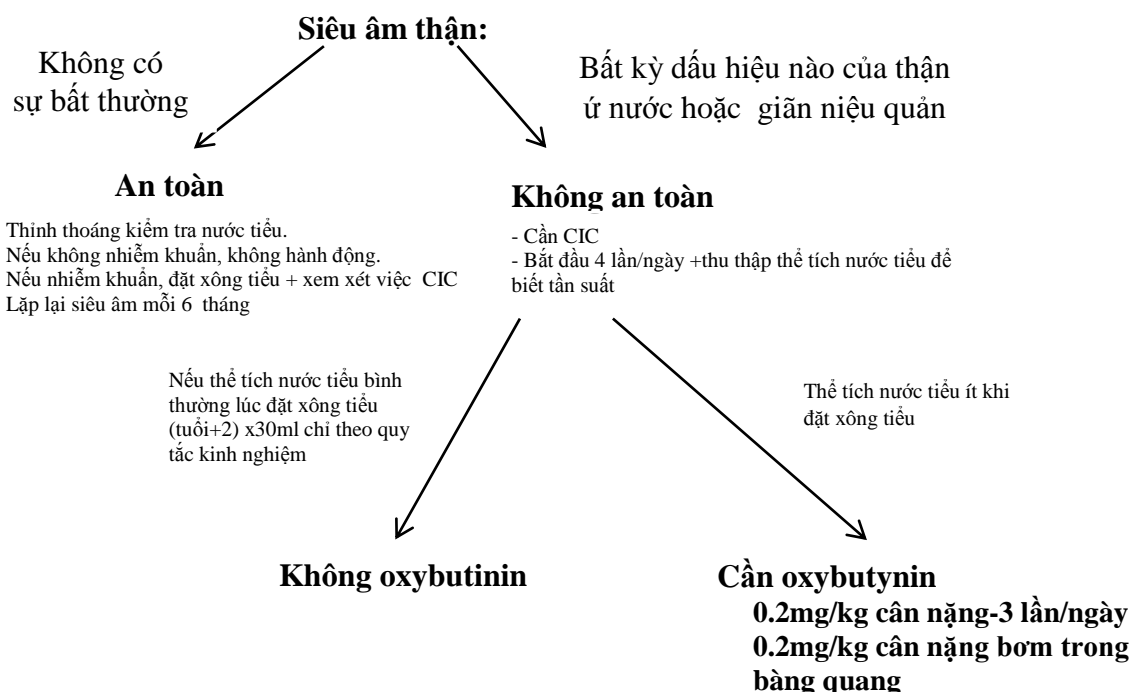 Siêu âm thận:
Không có
sự bất thường
Bất kỳ dấu hiệu nào của thận
ứ nước hoặc giãn niệu quản
An toàn
Thỉnh thoáng kiểm tra nước tiểu.
Nếu không nhiễm khuẩn, không hành động.
Nếu nhiễm khuẩn, đặt xông tiểu + xem xét việc CIC
Lặp lại siêu âm mỗi 6 tháng
Không an toàn
- Cần CIC
- Bắt đầu 4 lần/ngày +thu thập thể tích nước tiểu để
biết tần suất
Nếu thể tích nước tiểu bình
thường lúc đặt xông tiểu
(tuổi+2) x30ml chỉ theo quy
tắc kinh nghiệm
Thể tích nước tiểu ít khi
đặt xông tiểu
Không oxybutinin
Cần oxybutynin
0.2mg/kg cân nặng-3 lần/ngày
0.2mg/kg cân nặng bơm trong
bàng quang